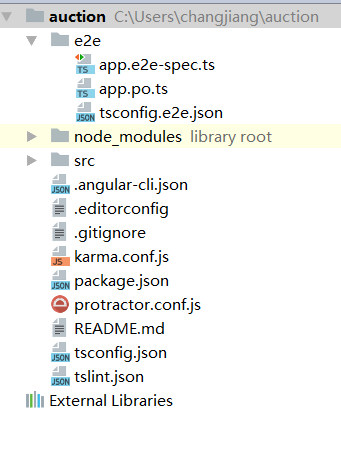 auction C:\Users\changjiang\auction
e2e
app.e2e-spec.ts
app.po.ts
tsconfig.e2e.json
node_modules library root
src
.angular-cli.json
.editorconfig
.gitignore
karma.conf.js
package.json
protractor.conf.js
README.md
tsconfig.json
tslint.json
External Libraries